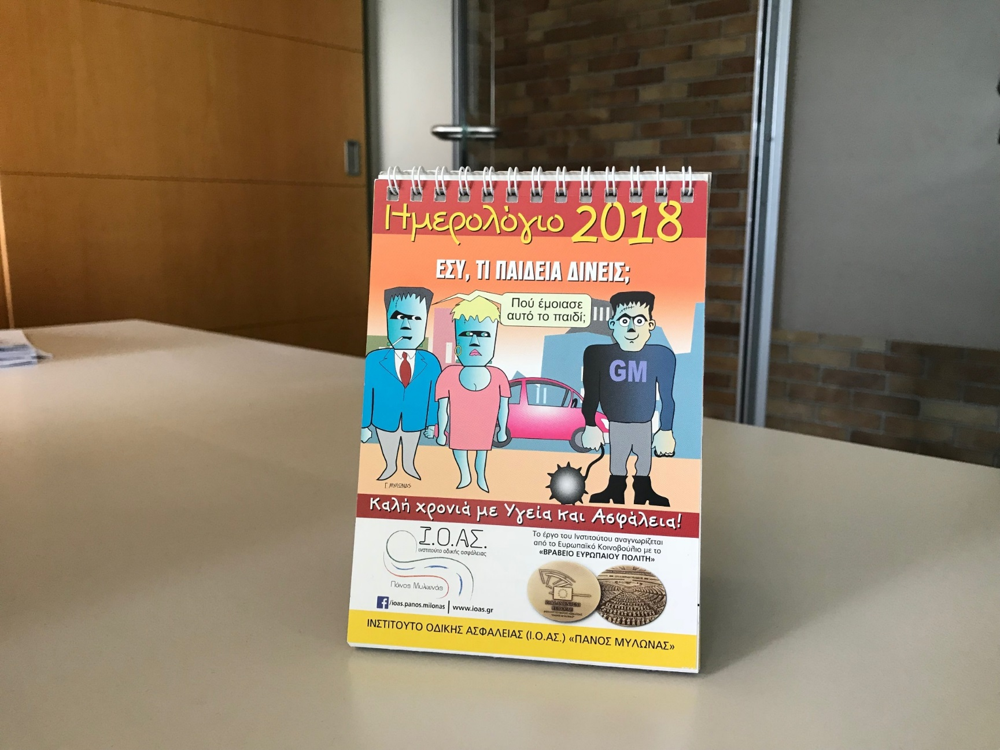 Ημερολόγιο 2018
ΕΣΥ, ΤΙ ΠΑΙΔΕΙΑ ΔΙΝΕΙΣ;
Πού έμοιασε
αυτό το παιδί;
GM
Γ. ΜΥΛΩΝΑΣ
Καλή χρονιά με Υγεία και Ασφάλεια!
Ι.Ο.ΑΣ.
ινστιτούτο οδικής ασφάλειας
Πάνος Μυλωνάς
/ioas.panos.milonas | www.ioas.gr
Το έργο του Ινστιτούτου αναγνωρίζεται
από το Ευρωπαϊκό Κοινοβούλιο με το
«ΒΡΑΒΕΙΟ ΕΥΡΩΠΑΙΟΥ ΠΟΛΙΤΗ»
ΙΝΣΤΙΤΟΥΤΟ ΟΔΙΚΗΣ ΑΣΦΑΛΕΙΑΣ (Ι.Ο.ΑΣ.) «ΠΑΝΟΣ ΜΥΛΩΝΑΣ»